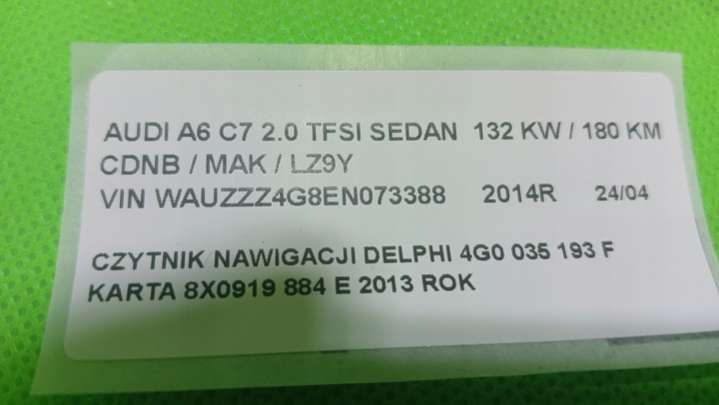 AUDI A6 C7 2.0 TFSI SEDAN 132 KW / 180 KM
CDNB / MAK / LZ9Y
VIN WAUZZZ4G8EN073388 2014R 24/04
CZYTNIK NAWIGACJI DELPHI 4G0 035 193 F
KARTA 8X0919 884 E 2013 ROK